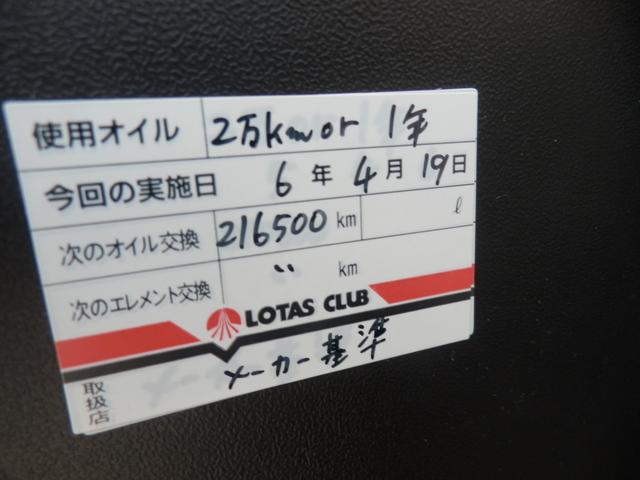 使用オイル 2万km or 1年
今回の実施日 6年 4月 19日
次のオイル交換 216500 km ℓ
次のエレメント交換 〃 km
LOTAS CLUB
取扱店 メーカー基準